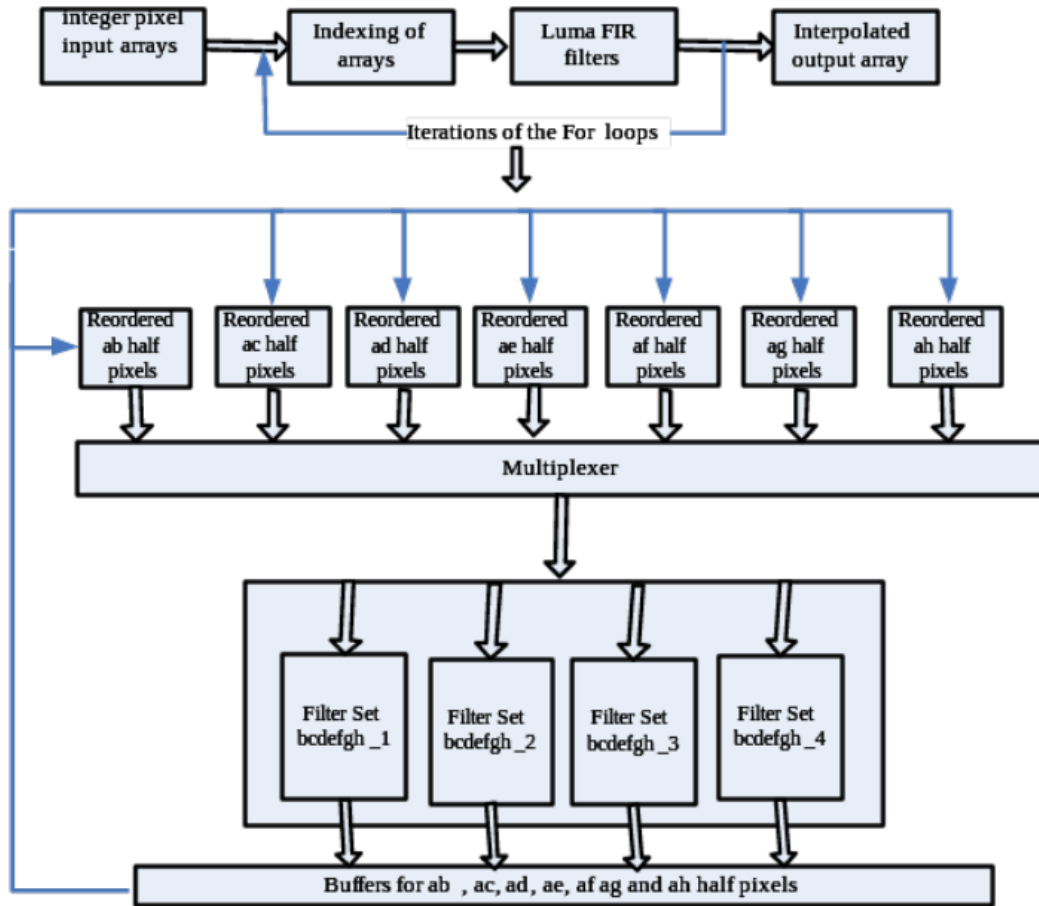 integer pixel
input arrays
Indexing of
arrays
Luma FIR
filters
Interpolated
output array
Iterations of the For loops
Reordered
ab half
pixels
Reordered
ac half
pixels
Reordered
ad half
pixels
Reordered
ae half
pixels
Reordered
af half
pixels
Reordered
ag half
pixels
Reordered
ah half
pixels
Multiplexer
Filter Set
bcdefgh _1
Filter Set
bcdefgh _2
Filter Set
bcdefgh _3
Filter Set
bcdefgh _4
Buffers for ab , ac, ad, ae, af ag and ah half pixels